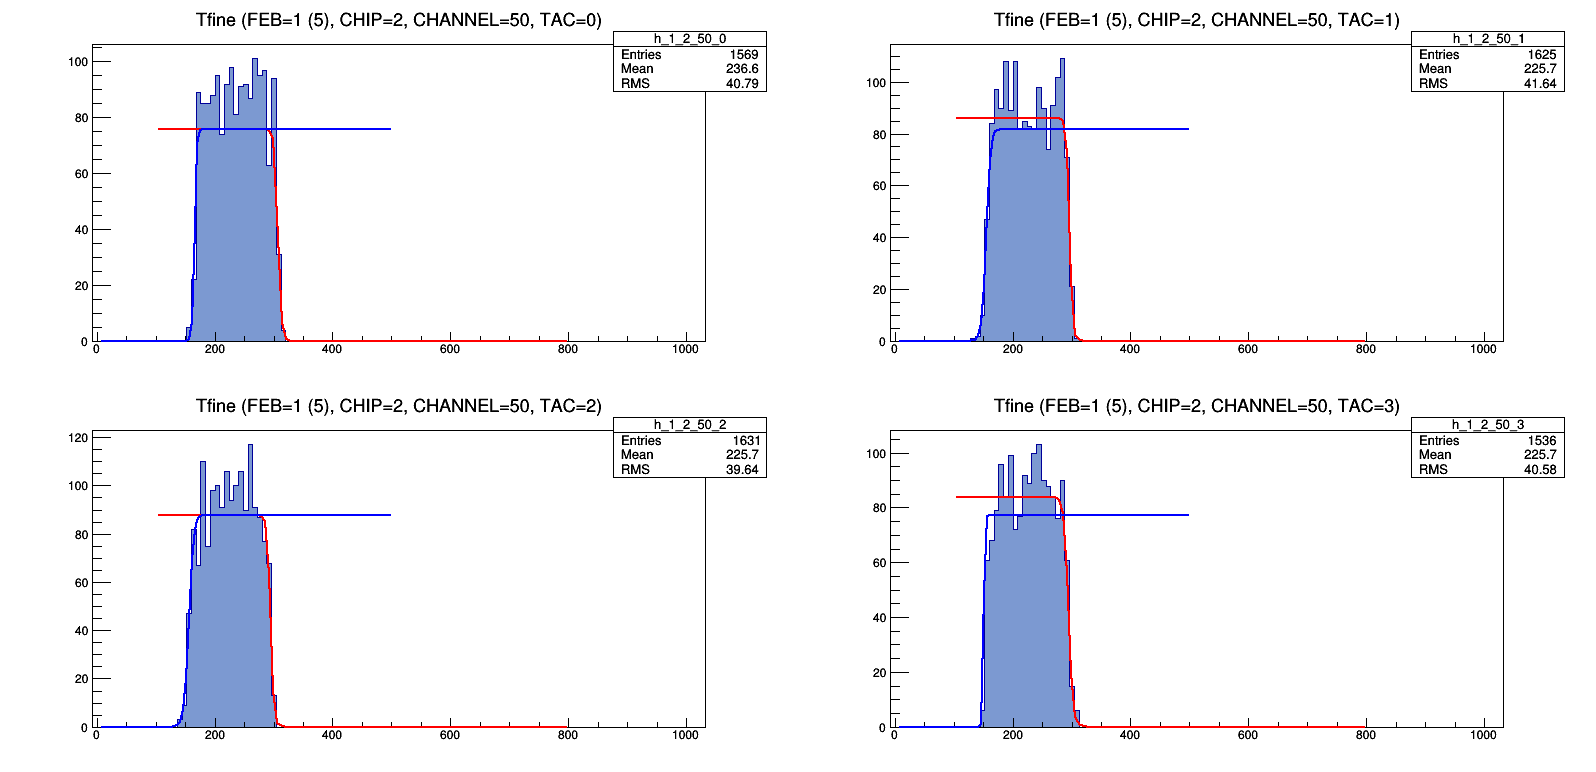 Tfine (FEB=1 (5), CHIP=2, CHANNEL=50, TAC=0)
h_1_2_50_0
Entries 1569
Mean 236.6
RMS 40.79
100
80
60
40
20
0
0 200 400 600 800 1000
Tfine (FEB=1 (5), CHIP=2, CHANNEL=50, TAC=1)
h_1_2_50_1
Entries 1625
Mean 225.7
RMS 41.64
100
80
60
40
20
0
0 200 400 600 800 1000
Tfine (FEB=1 (5), CHIP=2, CHANNEL=50, TAC=2)
h_1_2_50_2
Entries 1631
Mean 225.7
RMS 39.64
120
100
80
60
40
20
0
0 200 400 600 800 1000
Tfine (FEB=1 (5), CHIP=2, CHANNEL=50, TAC=3)
h_1_2_50_3
Entries 1536
Mean 225.7
RMS 40.58
100
80
60
40
20
0
0 200 400 600 800 1000